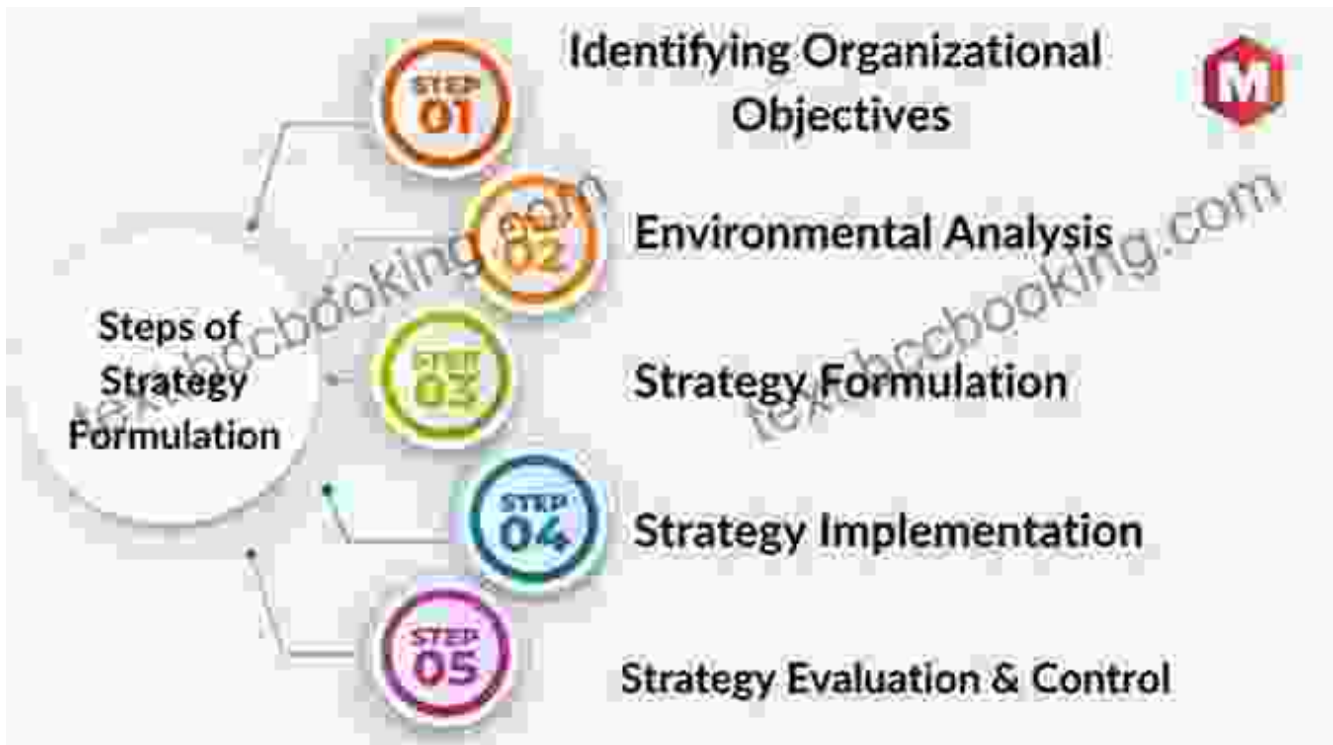 STEP
01
Identifying Organizational
Objectives
M
STEP
02
Environmental Analysis
Steps of
Strategy
Formulation
STEP
03
Strategy Formulation
STEP
04
Strategy Implementation
STEP
05
Strategy Evaluation & Control
textbccbooking.com
textbccbooking.com